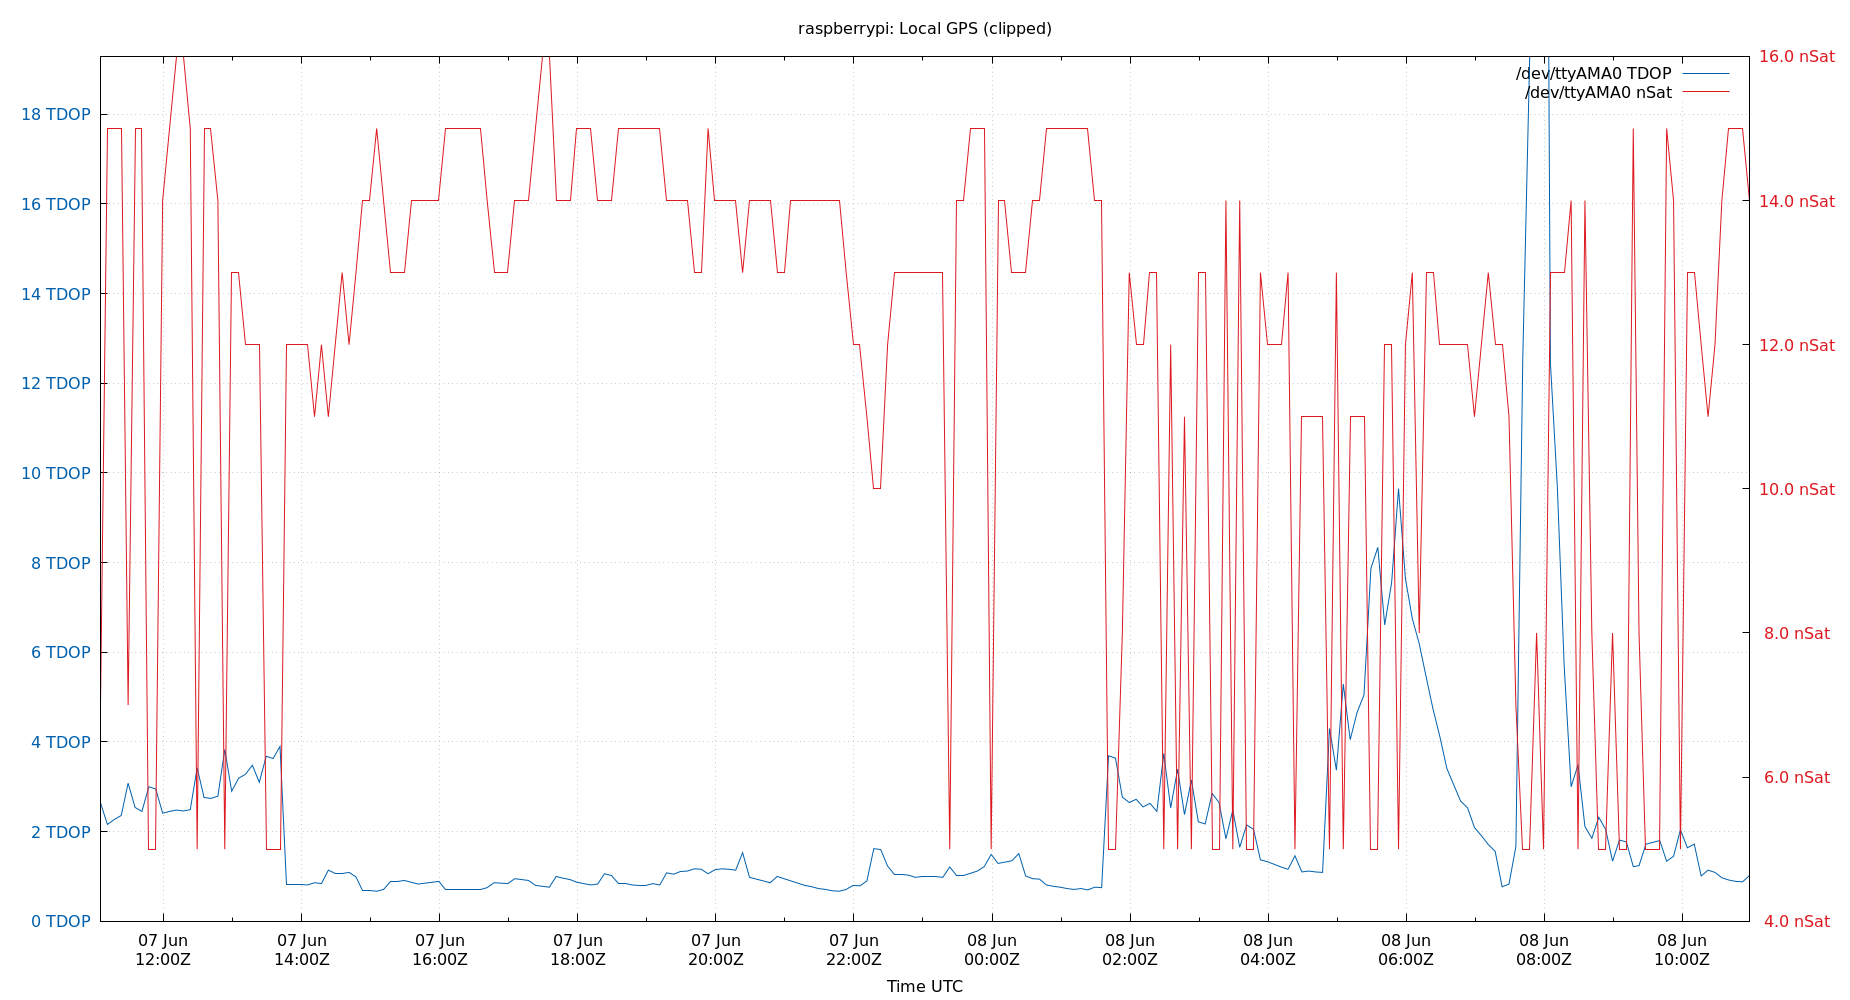 raspberrypi: Local GPS (clipped)
/dev/ttyAMA0 TDOP
/dev/ttyAMA0 nSat
18 TDOP
16 TDOP
14 TDOP
12 TDOP
10 TDOP
8 TDOP
6 TDOP
4 TDOP
2 TDOP
0 TDOP
16.0 nSat
14.0 nSat
12.0 nSat
10.0 nSat
8.0 nSat
6.0 nSat
4.0 nSat
07 Jun 07 Jun 07 Jun 07 Jun 07 Jun 07 Jun 08 Jun 08 Jun 08 Jun 08 Jun 08 Jun 08 Jun
12:00Z 14:00Z 16:00Z 18:00Z 20:00Z 22:00Z 00:00Z 02:00Z 04:00Z 06:00Z 08:00Z 10:00Z
Time UTC